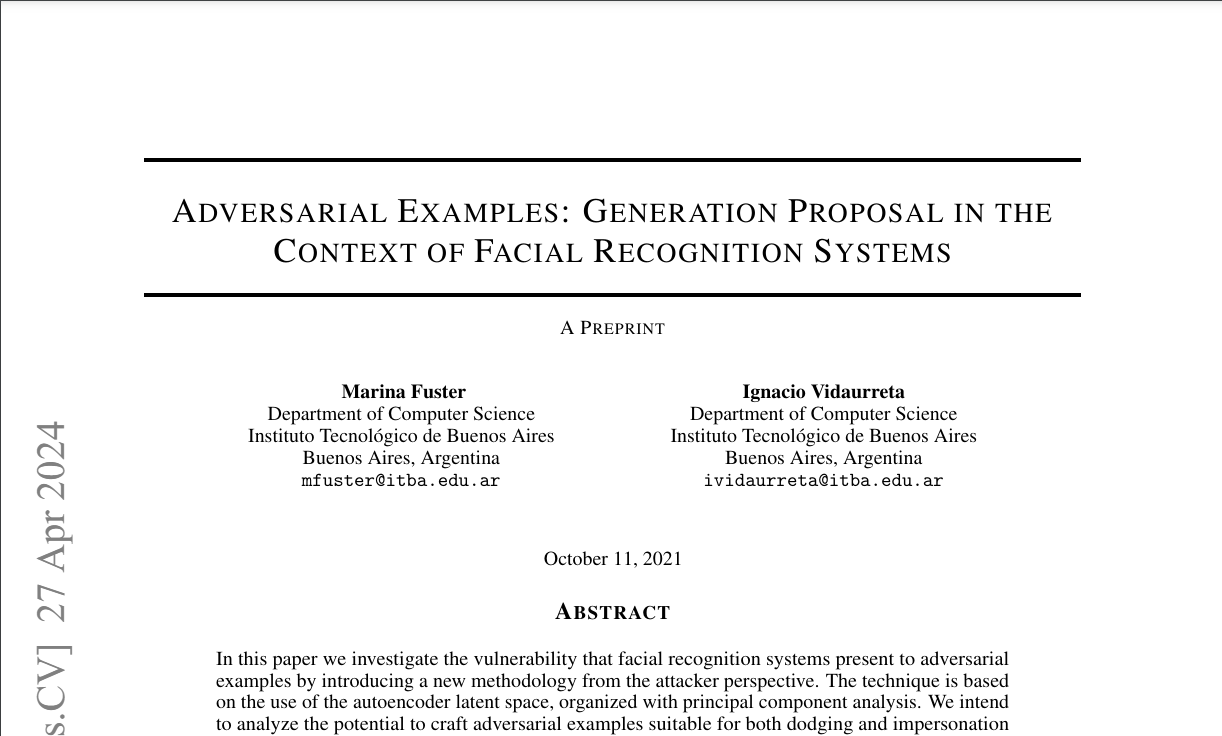 ADVERSARIAL EXAMPLES: GENERATION PROPOSAL IN THE
CONTEXT OF FACIAL RECOGNITION SYSTEMS
A PREPRINT
Marina Fuster
Department of Computer Science
Instituto Tecnológico de Buenos Aires
Buenos Aires, Argentina
mfuster@itba.edu.ar
Ignacio Vidaurreta
Department of Computer Science
Instituto Tecnológico de Buenos Aires
Buenos Aires, Argentina
ividaurreta@itba.edu.ar
October 11, 2021
ABSTRACT
In this paper we investigate the vulnerability that facial recognition systems present to adversarial
examples by introducing a new methodology from the attacker perspective. The technique is based
on the use of the autoencoder latent space, organized with principal component analysis. We intend
to analyze the potential to craft adversarial examples suitable for both dodging and impersonation
s.CV] 27 Apr 2024